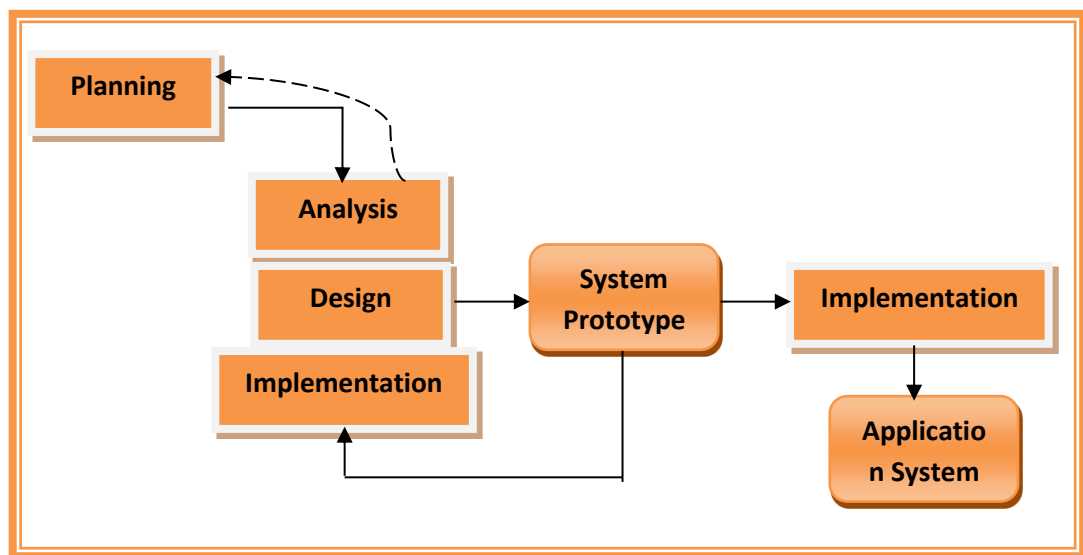 Planning
Analysis
Design
Implementation
System
Prototype
Implementation
Applicatio
n System